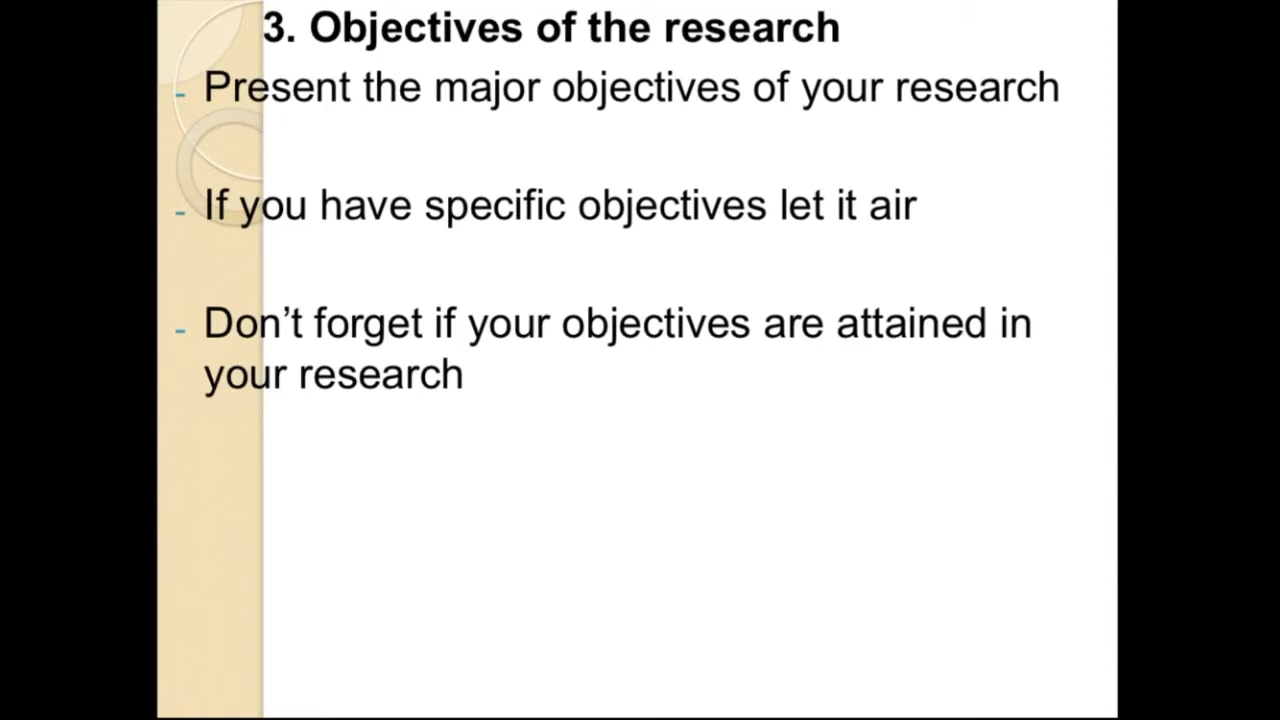 3. Objectives of the research
- Present the major objectives of your research
- If you have specific objectives let it air
- Don’t forget if your objectives are attained in
your research